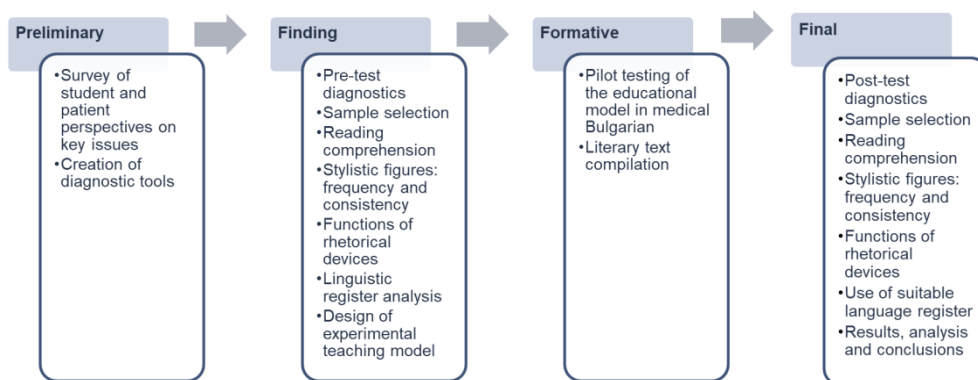 Preliminary
•Survey of
student and
patient
perspectives on
key issues
•Creation of
diagnostic tools
Finding
•Pre-test
diagnostics
•Sample selection
•Reading
comprehension
•Stylistic figures:
frequency and
consistency
•Functions of
rhetorical
devices
•Linguistic
register analysis
•Design of
experimental
teaching model
Formative
•Pilot testing of
the educational
model in medical
Bulgarian
•Literary text
compilation
Final
•Post-test
diagnostics
•Sample selection
•Reading
comprehension
•Stylistic figures:
frequency and
consistency
•Functions of
rhetorical
devices
•Use of suitable
language register
•Results, analysis
and conclusions